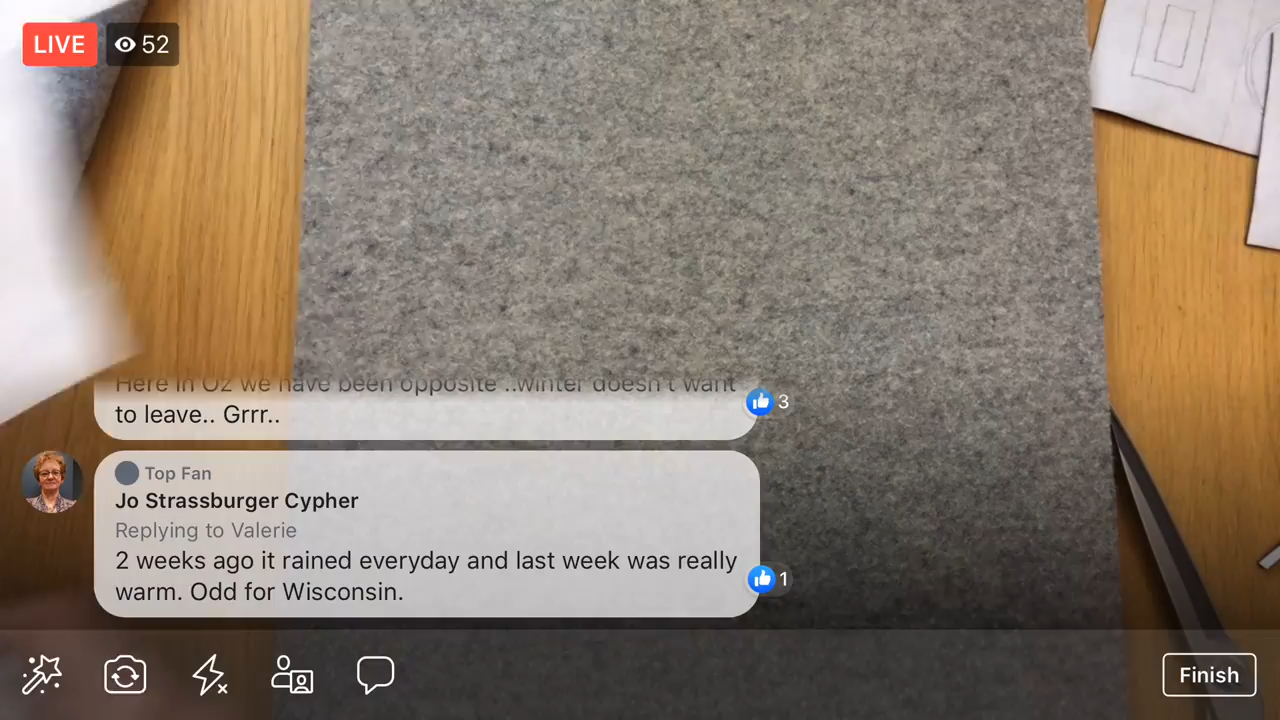 LIVE
52
Here in Oz we have been opposite ..winter doesn't want
to leave.. Grrr..
3
Top Fan
Jo Strassburger Cypher
Replying to Valerie
2 weeks ago it rained everyday and last week was really
warm. Odd for Wisconsin.
1
Finish